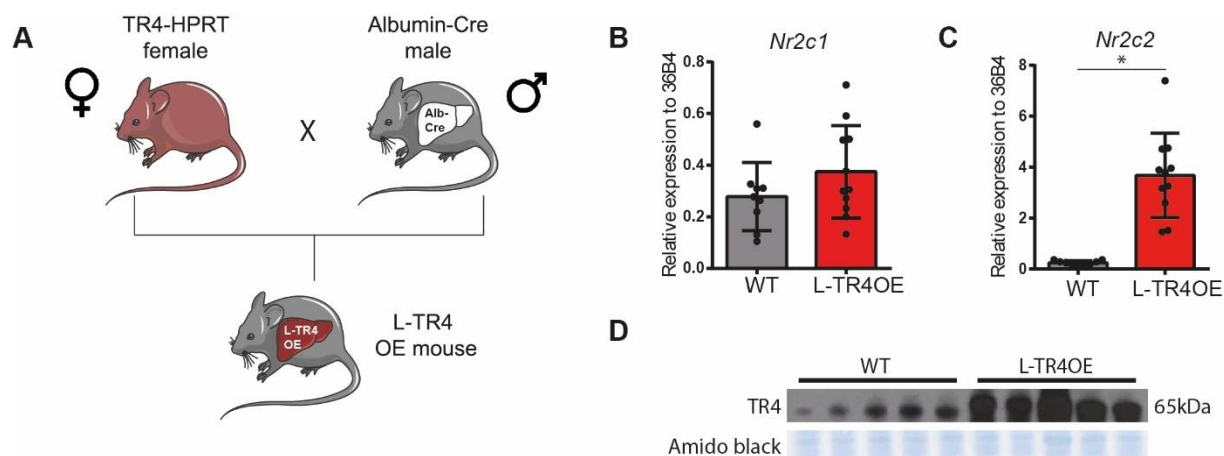 A
TR4-HPRT
female
♀
X
Albumin-Cre
male
♂
Alb-
Cre
L-TR4
OE
L-TR4
OE mouse
B
Nr2c1
Relative expression to 36B4
0.8
0.6
0.4
0.2
0.0
WT
L-TR4OE
C
Nr2c2
*
Relative expression to 36B4
8
6
4
2
0
WT
L-TR4OE
D
WT
L-TR4OE
TR4
65kDa
Amido black